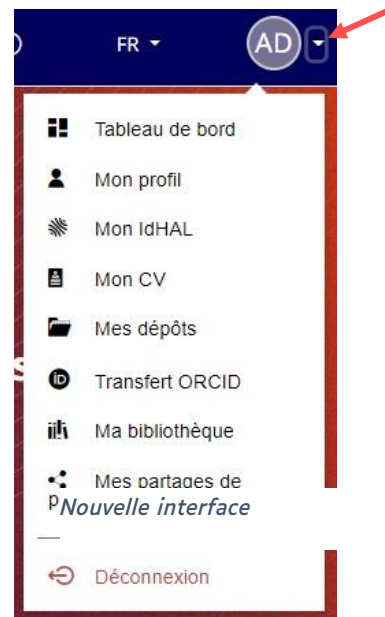 FR
AD
Tableau de bord
Mon profil
Mon IdHAL
Mon CV
Mes dépôts
iD
Transfert ORCID
Ma bibliothèque
Mes partages de
p
Nouvelle interface
Déconnexion